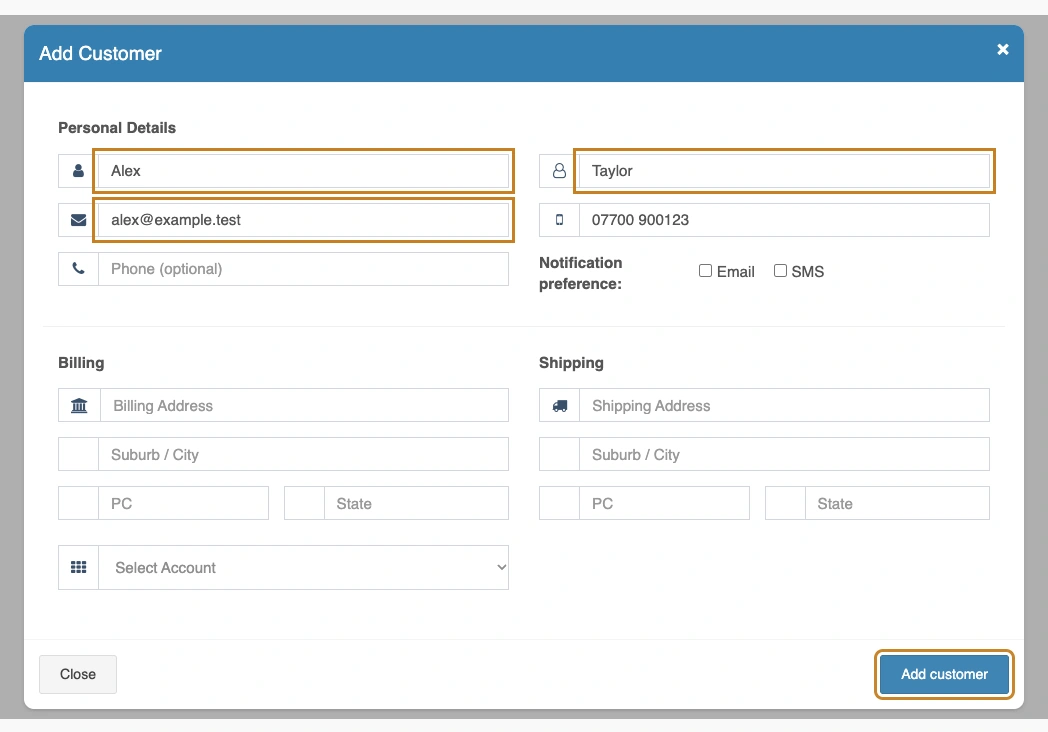 Add Customer ×
Personal Details
Alex Taylor
alex@example.test 07700 900123
Phone (optional) Notification preference: Email SMS
Billing Shipping
Billing Address Shipping Address
Suburb / City Suburb / City
PC State PC State
Select Account
Close Add customer